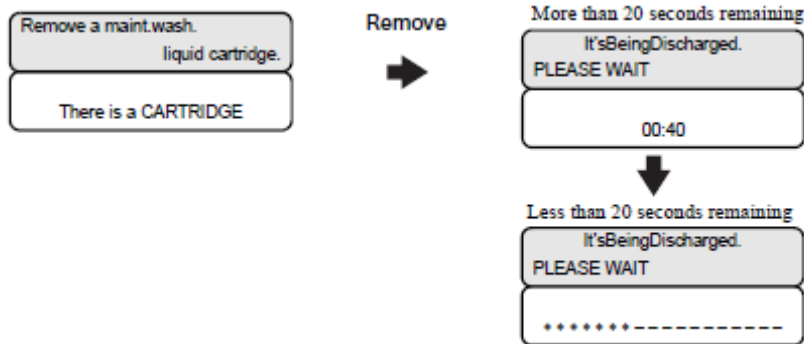 Remove a maint.wash.
liquid cartridge.
There is a CARTRIDGE
Remove
More than 20 seconds remaining
It'sBeingDischarged.
PLEASE WAIT
00:40
Less than 20 seconds remaining
It'sBeingDischarged.
PLEASE WAIT
*******-----------